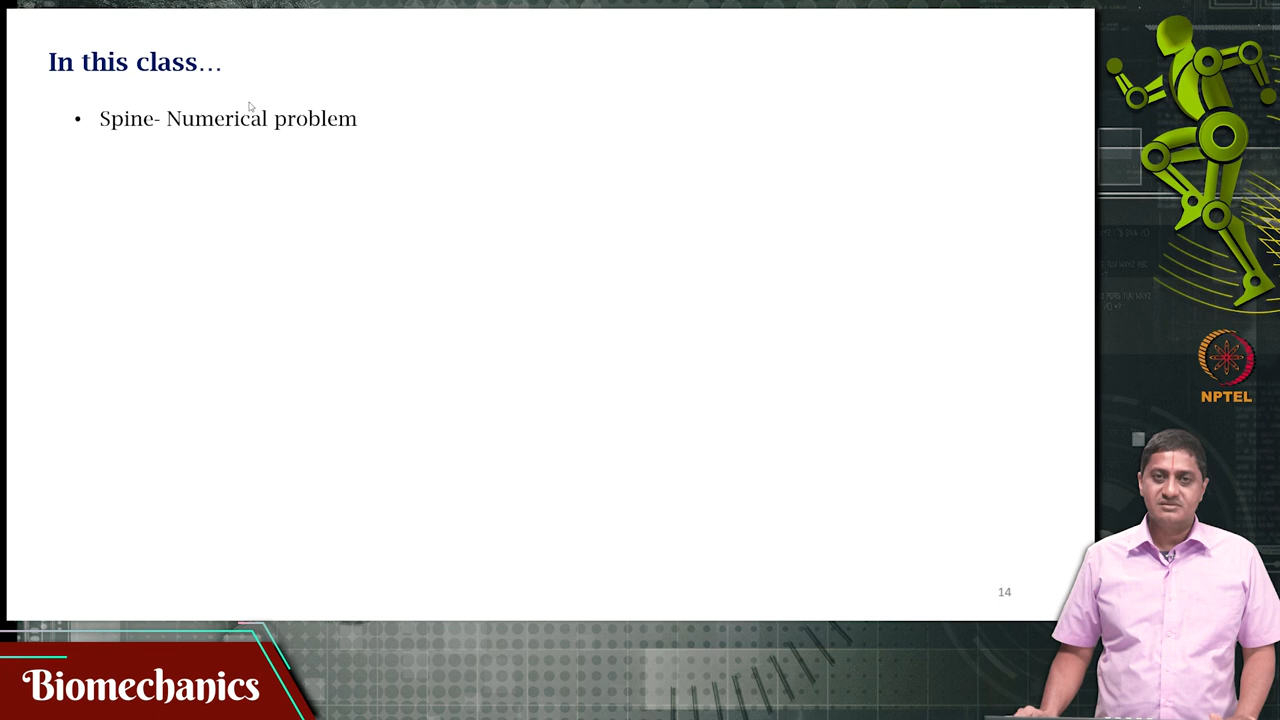 In this class...
• Spine- Numerical problem
14
NPTEL
Biomechanics